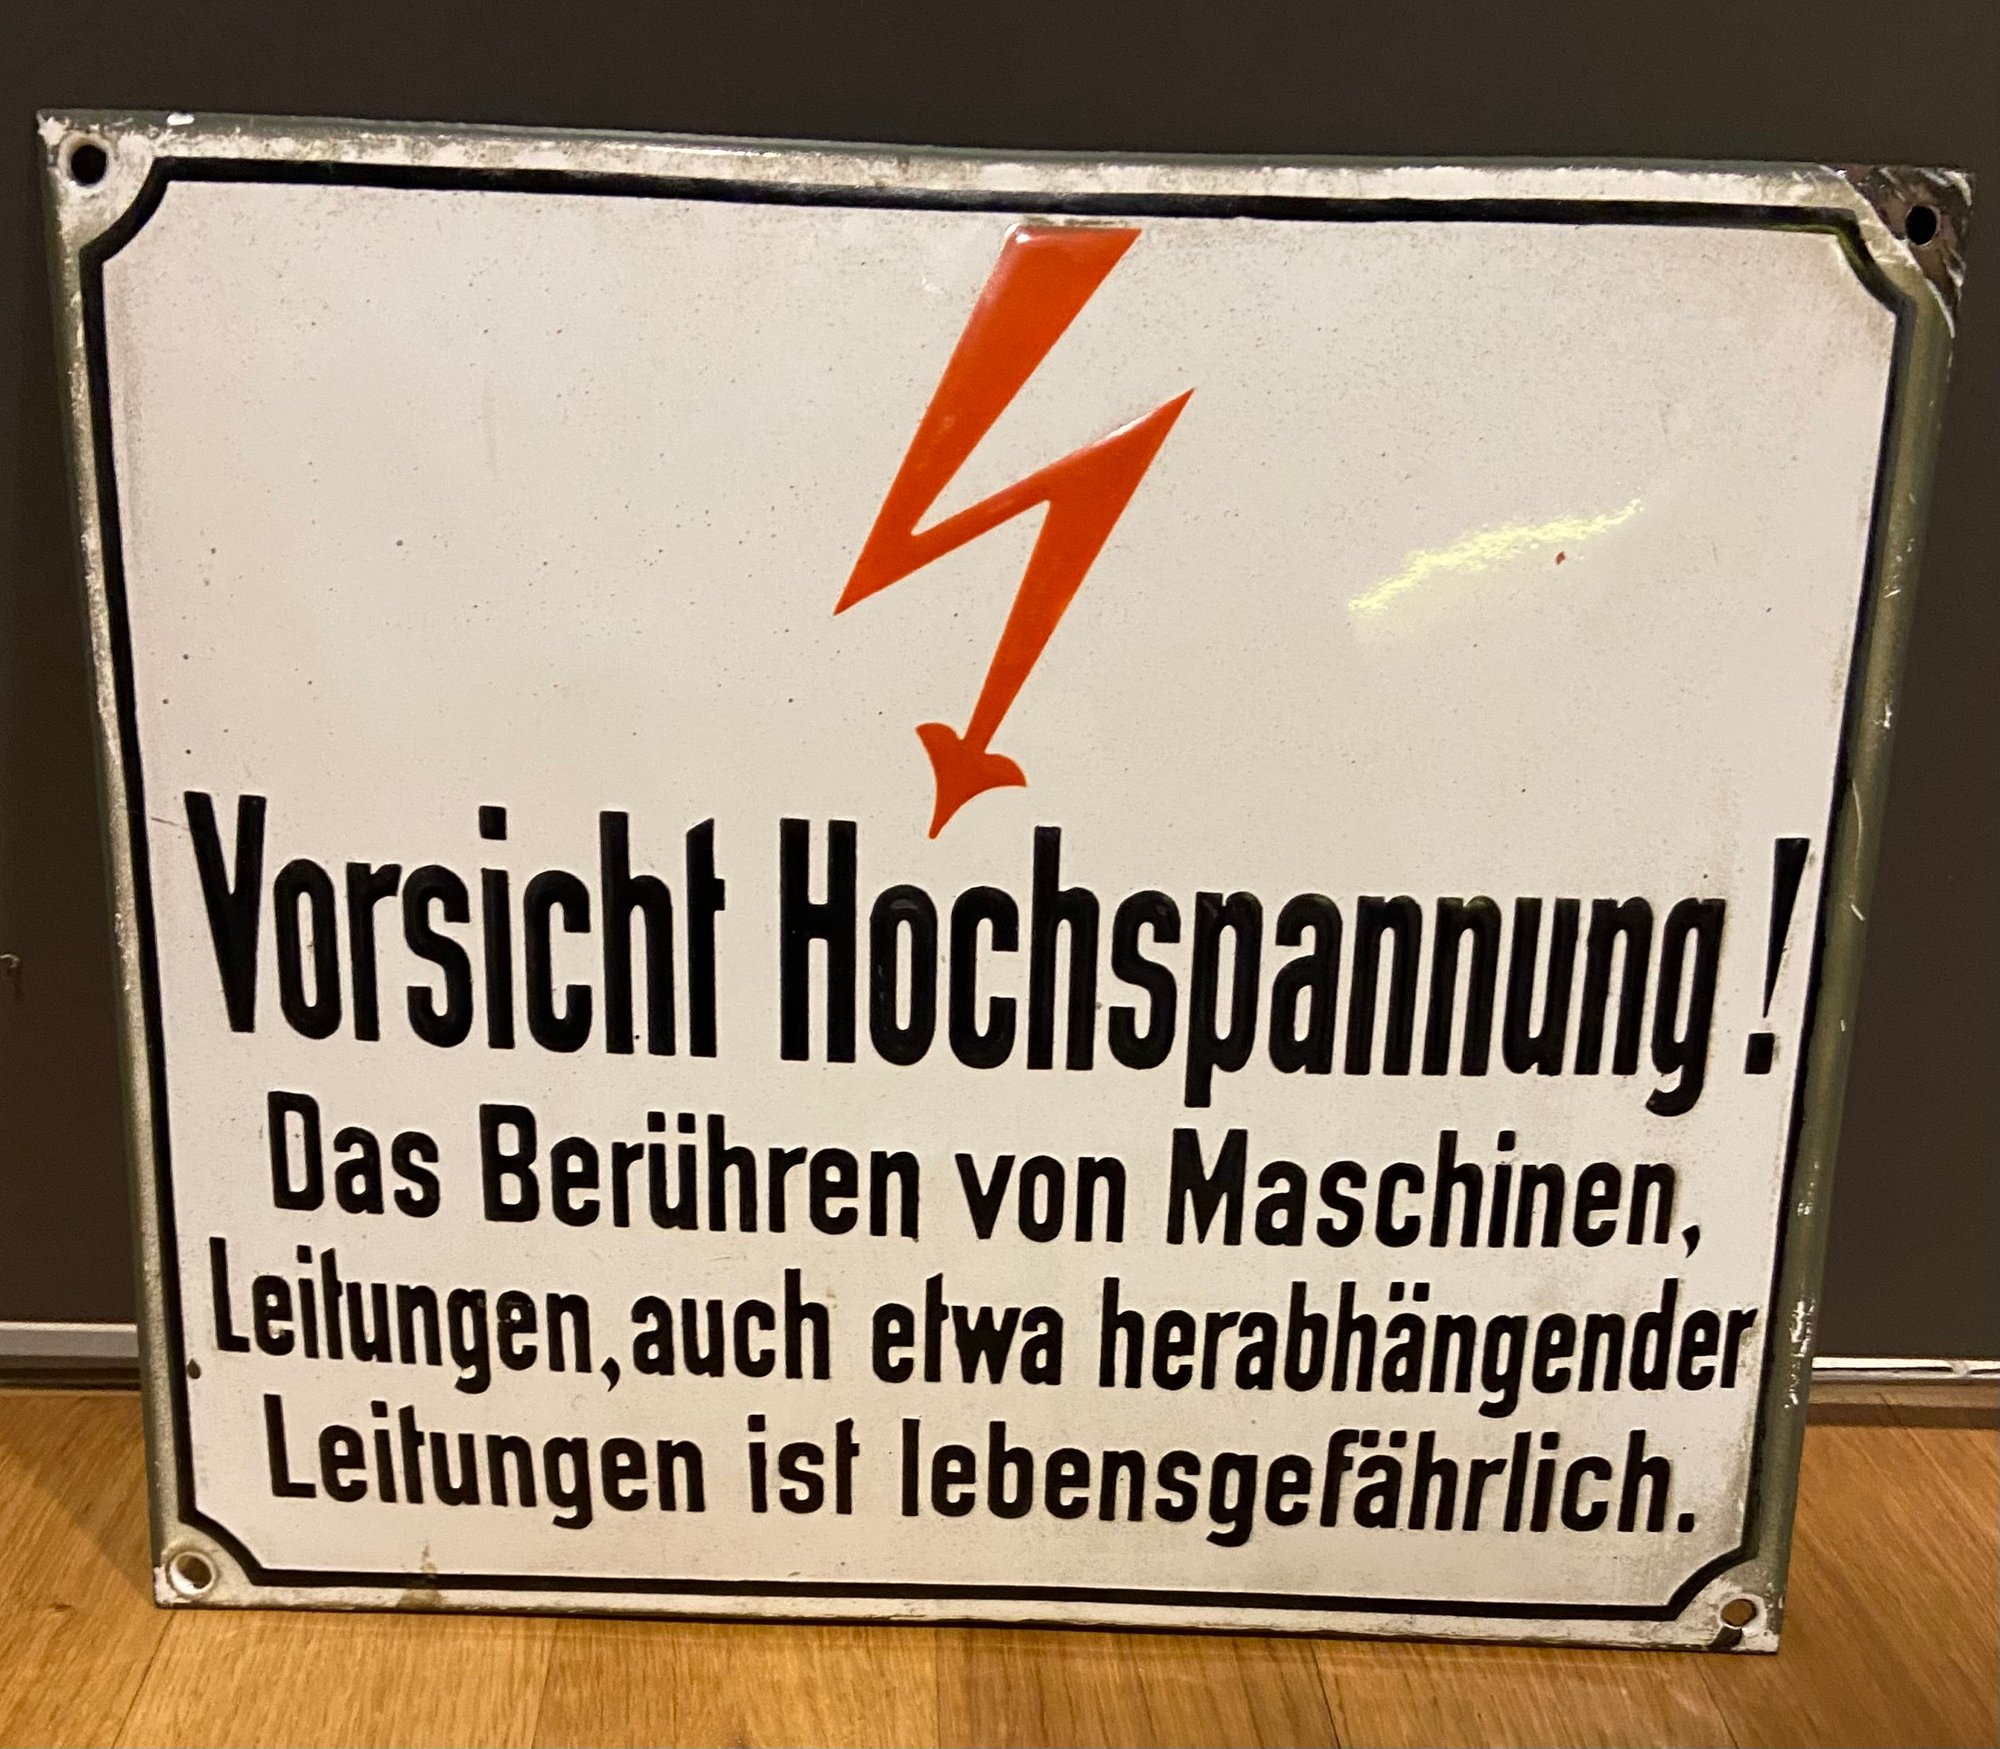 Vorsicht Hochspannung!
Das Berühren von Maschinen,
Leitungen, auch etwa herabhängender
Leitungen ist lebensgefährlich.